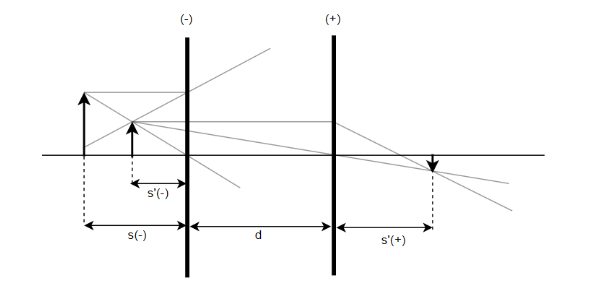 (-)
(+)
s'(-)
s(-)
d
s'(+)